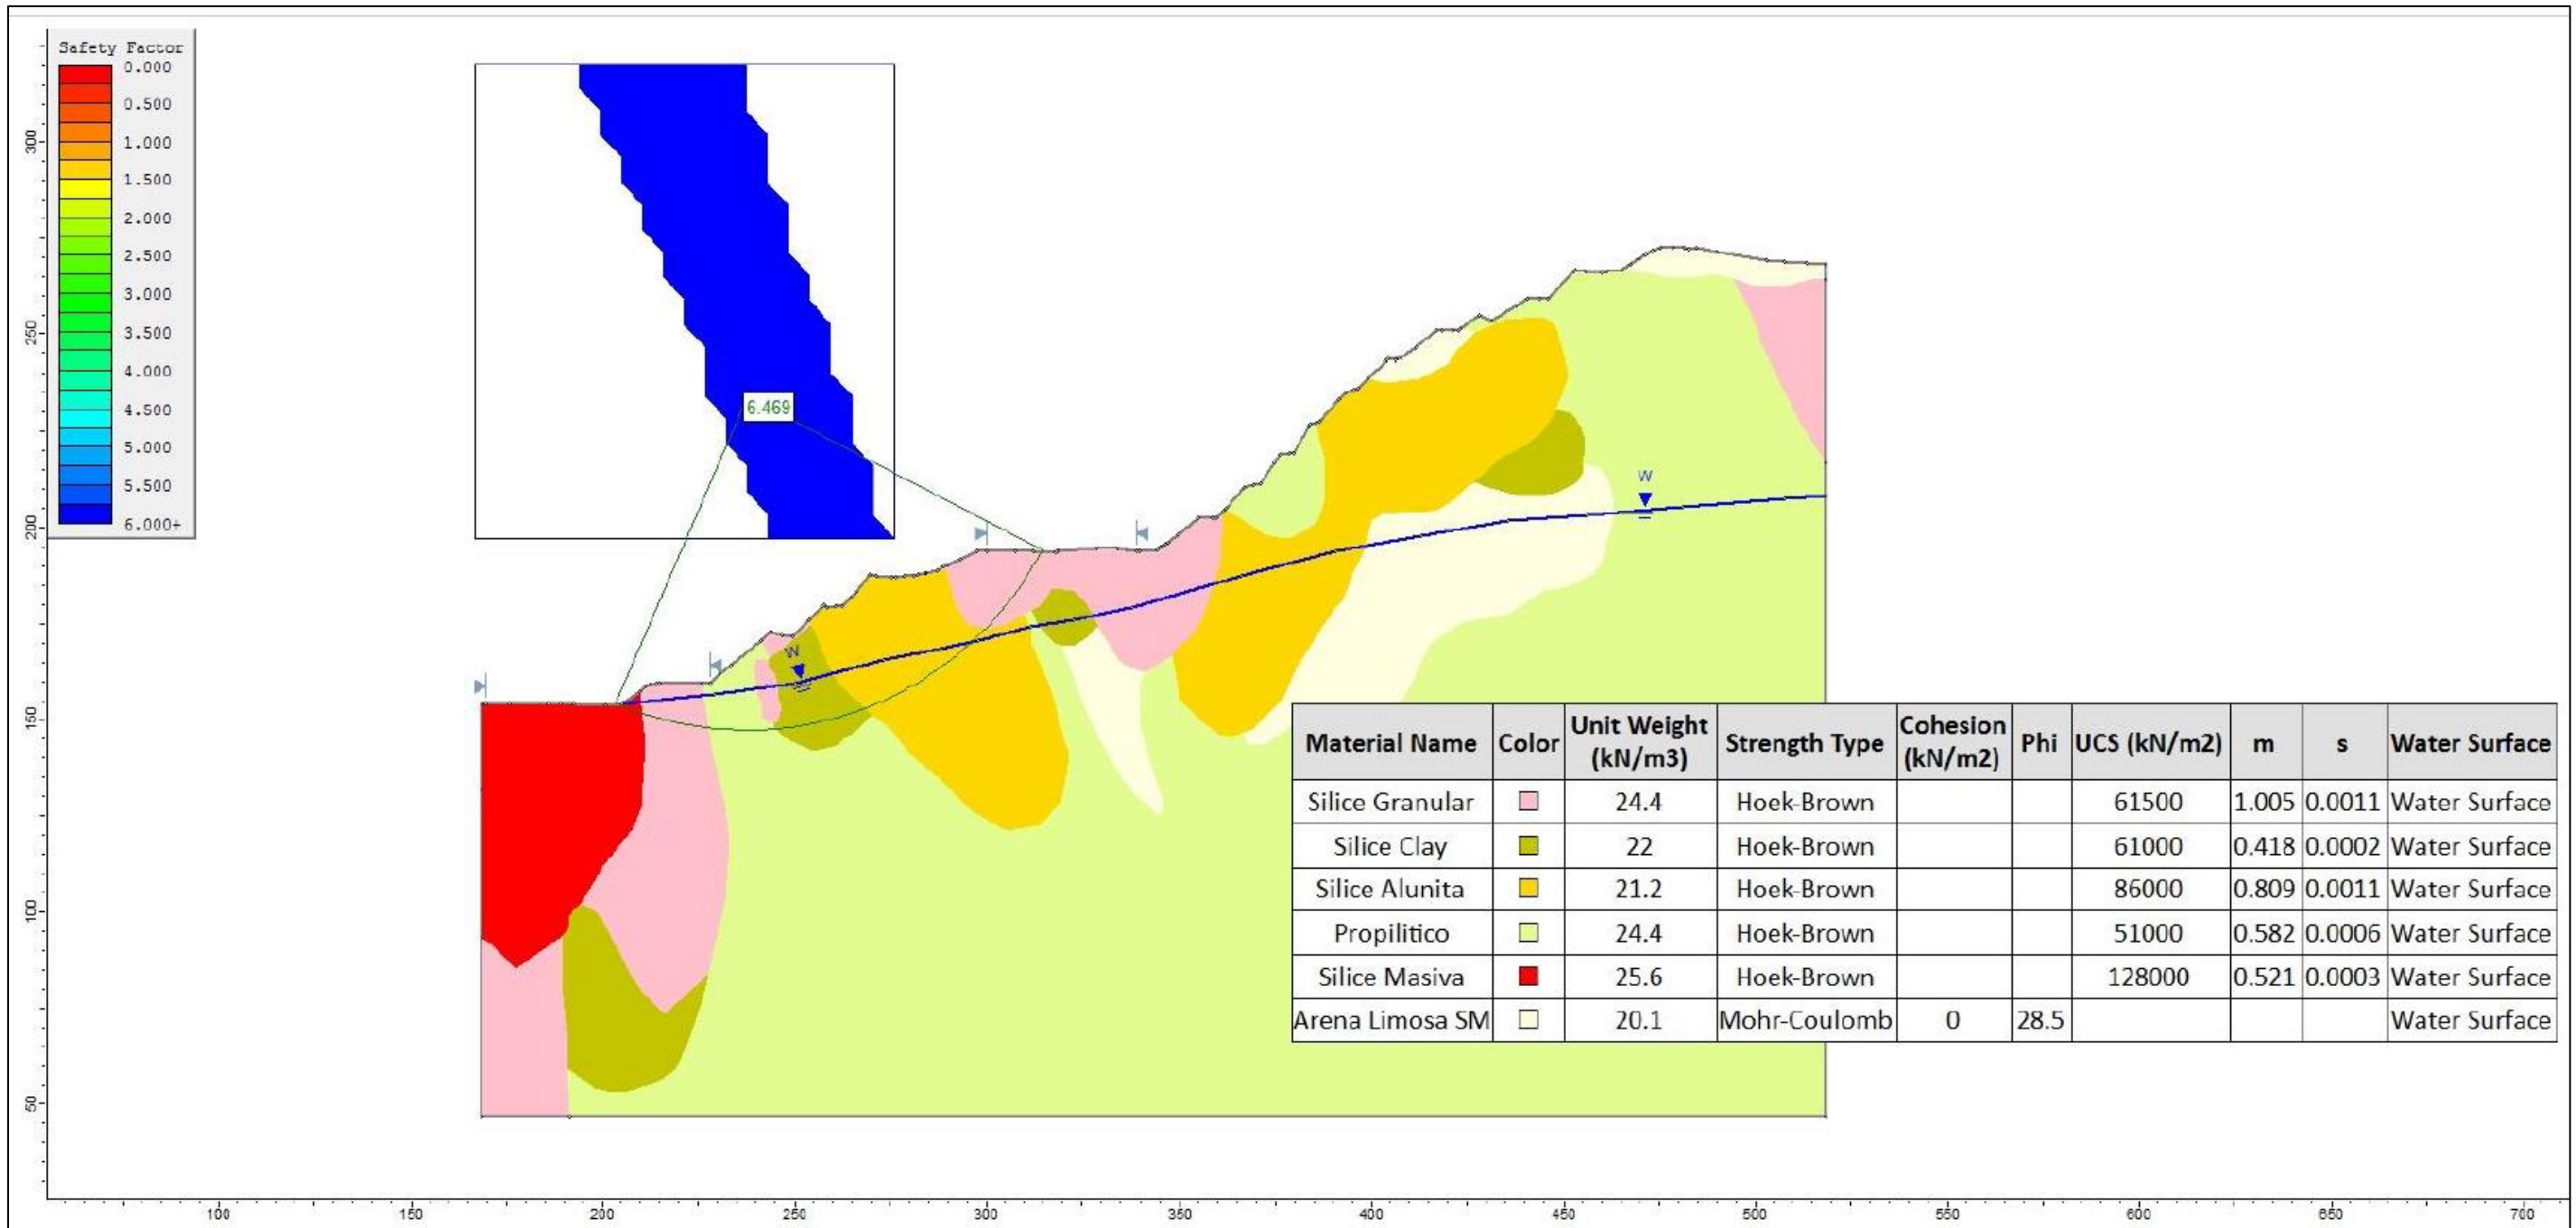 Safety Factor
0.000
0.500
1.000
1.500
2.000
2.500
3.000
3.500
4.000
4.500
5.000
5.500
6.000+
300
250
200
150
100
50
6.469
W
W
Material Name Color Unit Weight (kN/m3) Strength Type Cohesion (kN/m2) Phi UCS (kN/m2) m s Water Surface
Silice Granular 24.4 Hoek-Brown 61500 1.005 0.0011 Water Surface
Silice Clay 22 Hoek-Brown 61000 0.418 0.0002 Water Surface
Silice Alunita 21.2 Hoek-Brown 86000 0.809 0.0011 Water Surface
Propilitico 24.4 Hoek-Brown 51000 0.582 0.0006 Water Surface
Silice Masiva 25.6 Hoek-Brown 128000 0.521 0.0003 Water Surface
Arena Limosa SM 20.1 Mohr-Coulomb 0 28.5 Water Surface
100 150 200 250 300 350 400 450 500 550 600 650 700